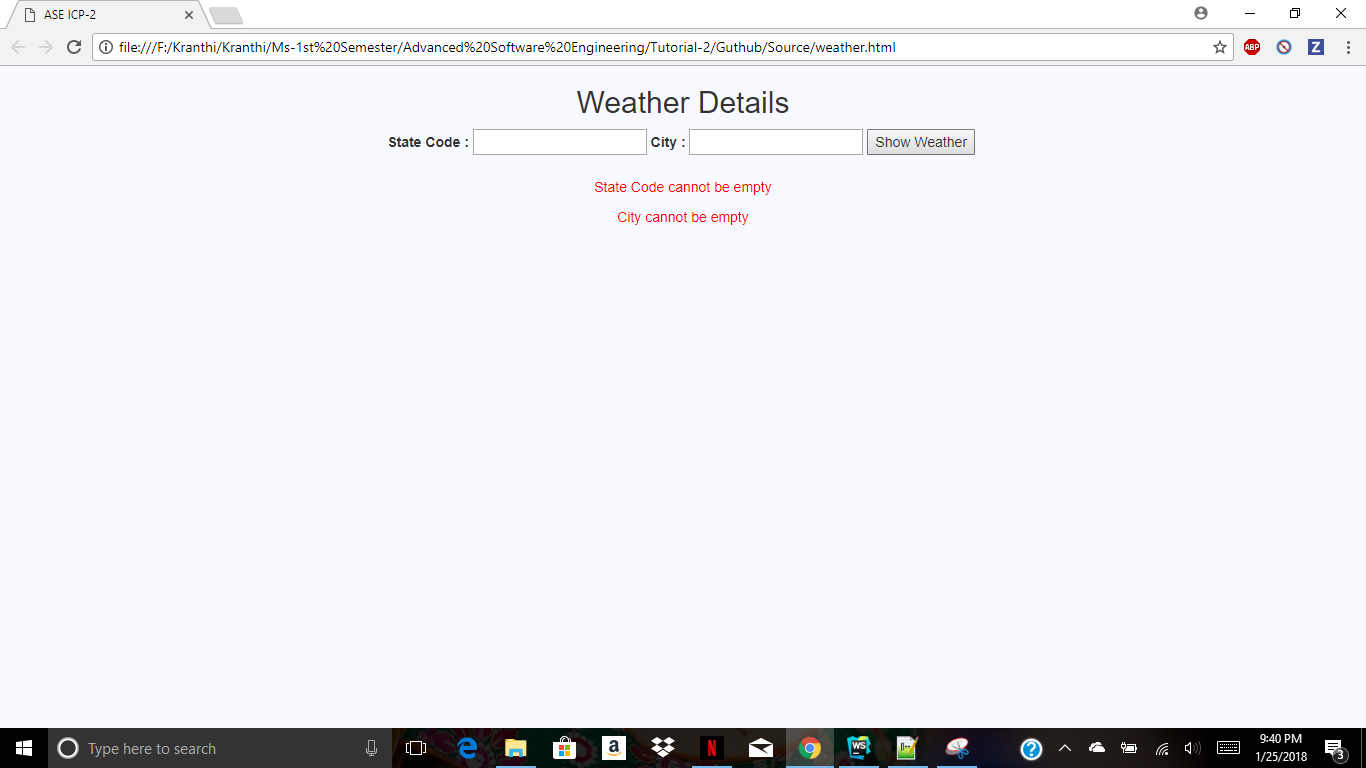 ASE ICP-2
file:///F:/Kranthi/Kranthi/Ms-1st%20Semester/Advanced%20Software%20Engineering/Tutorial-2/Guthub/Source/weather.html
ABP
Z
Weather Details
State Code : City : Show Weather
State Code cannot be empty
City cannot be empty
Type here to search
a
N
WS
?
9:40 PM
1/25/2018
3